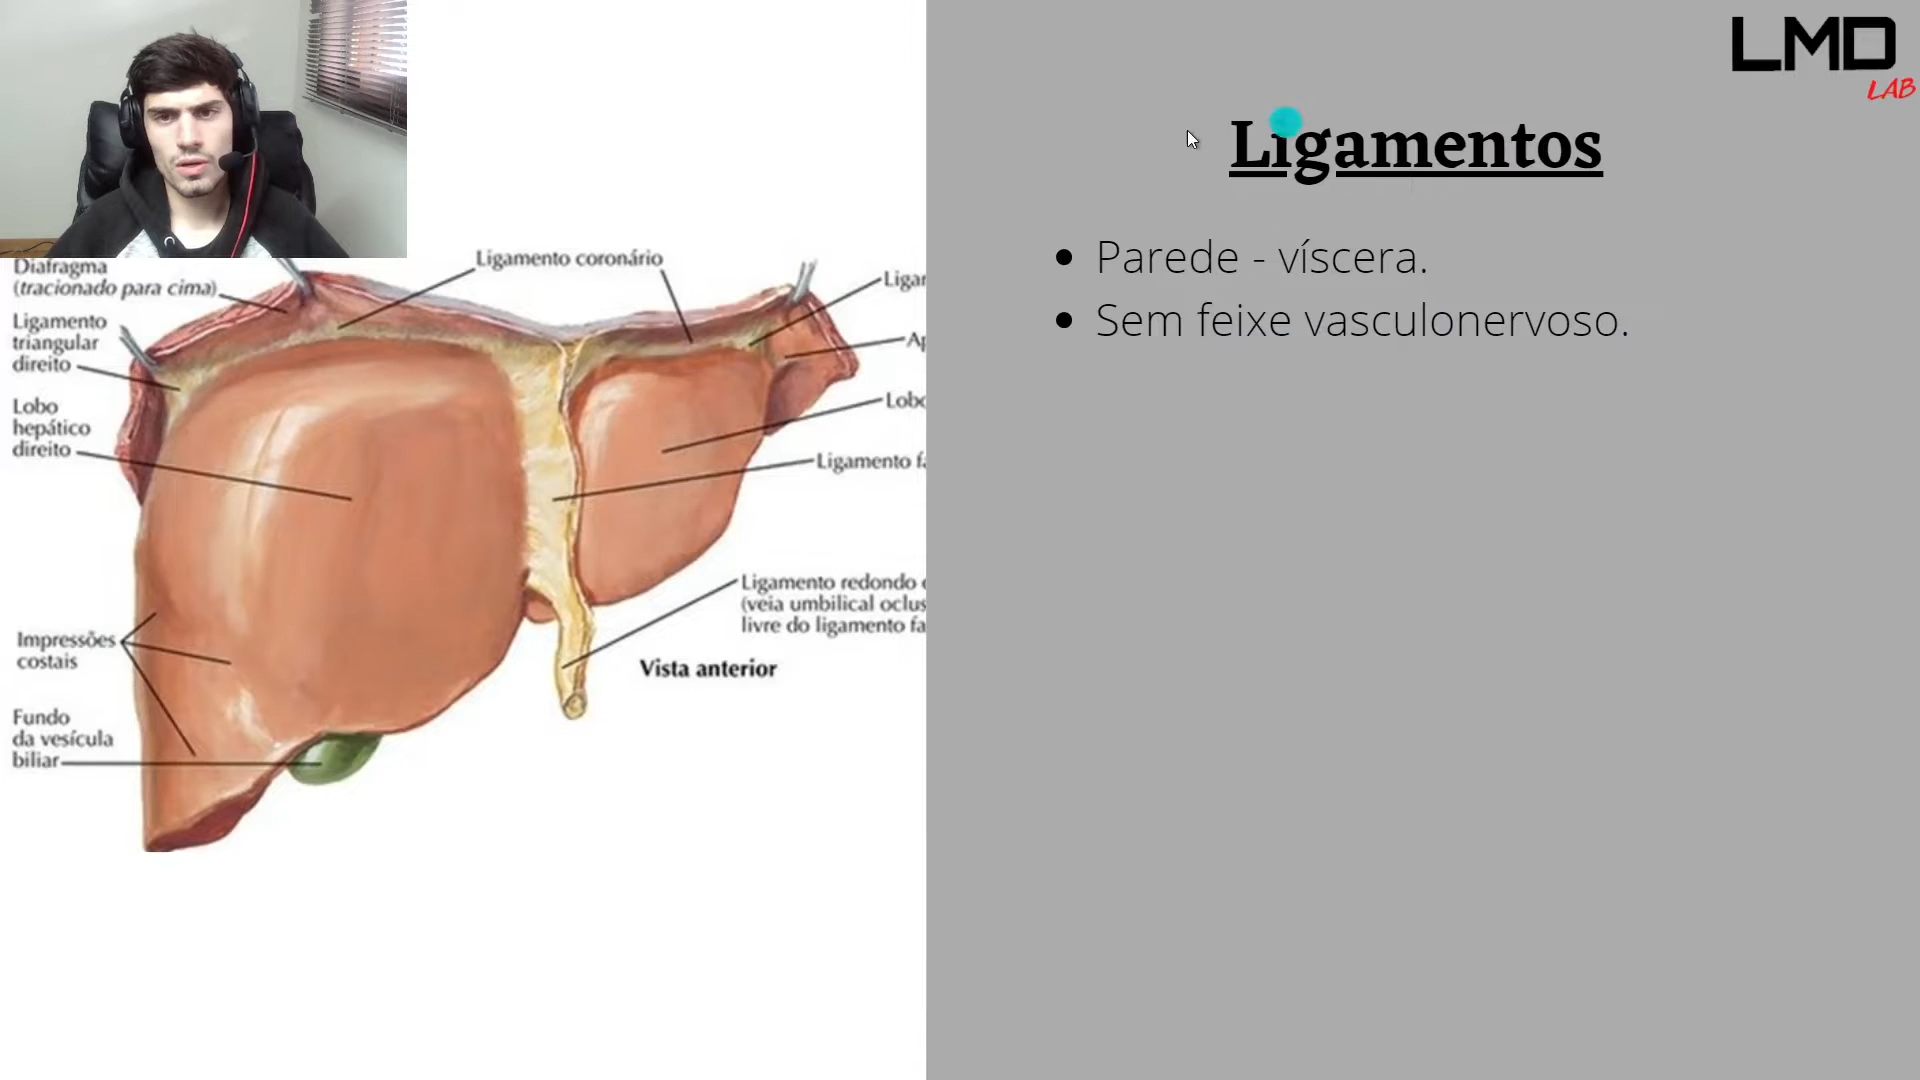 LMD
LAB
Ligamentos
Parede - víscera.
Sem feixe vasculonervoso.
Diafragma
(tracionado para cima)
Ligamento
triangular
direito
Lobo
hepático
direito
Impressões
costais
Fundo
da vesícula
biliar
Ligamento coronário
Ligamento redondo
(veia umbilical
livre do ligamento
Ligamento
Vista anterior